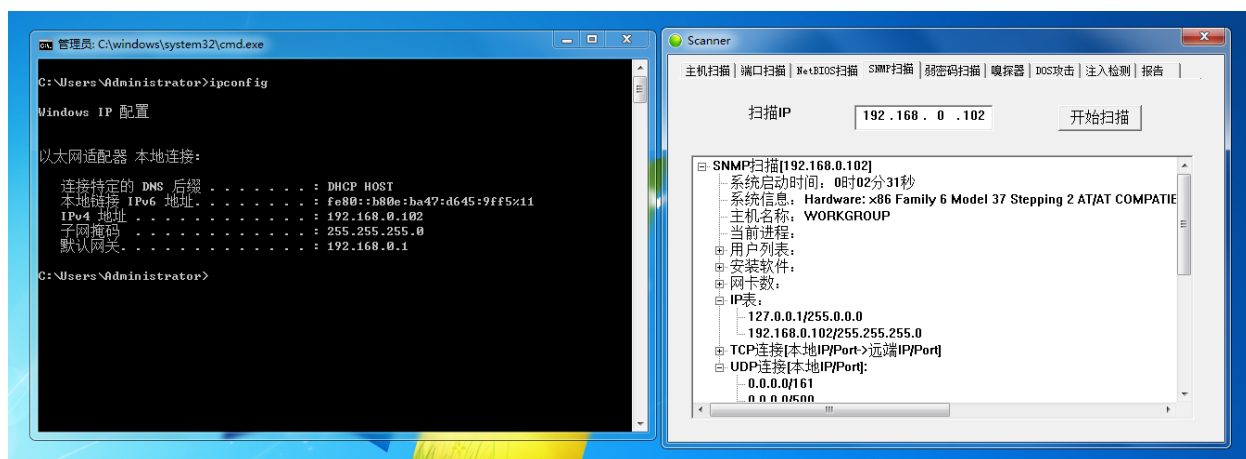 管理员: C:\windows\system32\cmd.exe
C:\Users\Administrator>ipconfig
Windows IP 配置
以太网适配器 本地连接:
连接特定的 DNS 后缀 . . . . . . . : DHCP HOST
本地链接 IPv6 地址. . . . . . . . : fe80::b80e:ba47:d645:9ff5%11
IPv4 地址 . . . . . . . . . . . . : 192.168.0.102
子网掩码 . . . . . . . . . . . . : 255.255.255.0
默认网关. . . . . . . . . . . . . : 192.168.0.1
C:\Users\Administrator>
Scanner
主机扫描 端口扫描 NetBIOS扫描 SNMP扫描 弱密码扫描 嗅探器 DOS攻击 注入检测 报告
扫描IP 192 .168 . 0 .102 开始扫描
SNMP扫描[192.168.0.102]
系统启动时间：0时02分31秒
系统信息：Hardware: x86 Family 6 Model 37 Stepping 2 AT/AT COMPATIE
主机名称：WORKGROUP
当前进程：
用户列表：
安装软件：
网卡数：
IP表：
127.0.0.1/255.0.0.0
192.168.0.102/255.255.255.0
TCP连接[本地IP/Port->远端IP/Port]
UDP连接[本地IP/Port]:
0.0.0.0/161
0.0.0.0/500